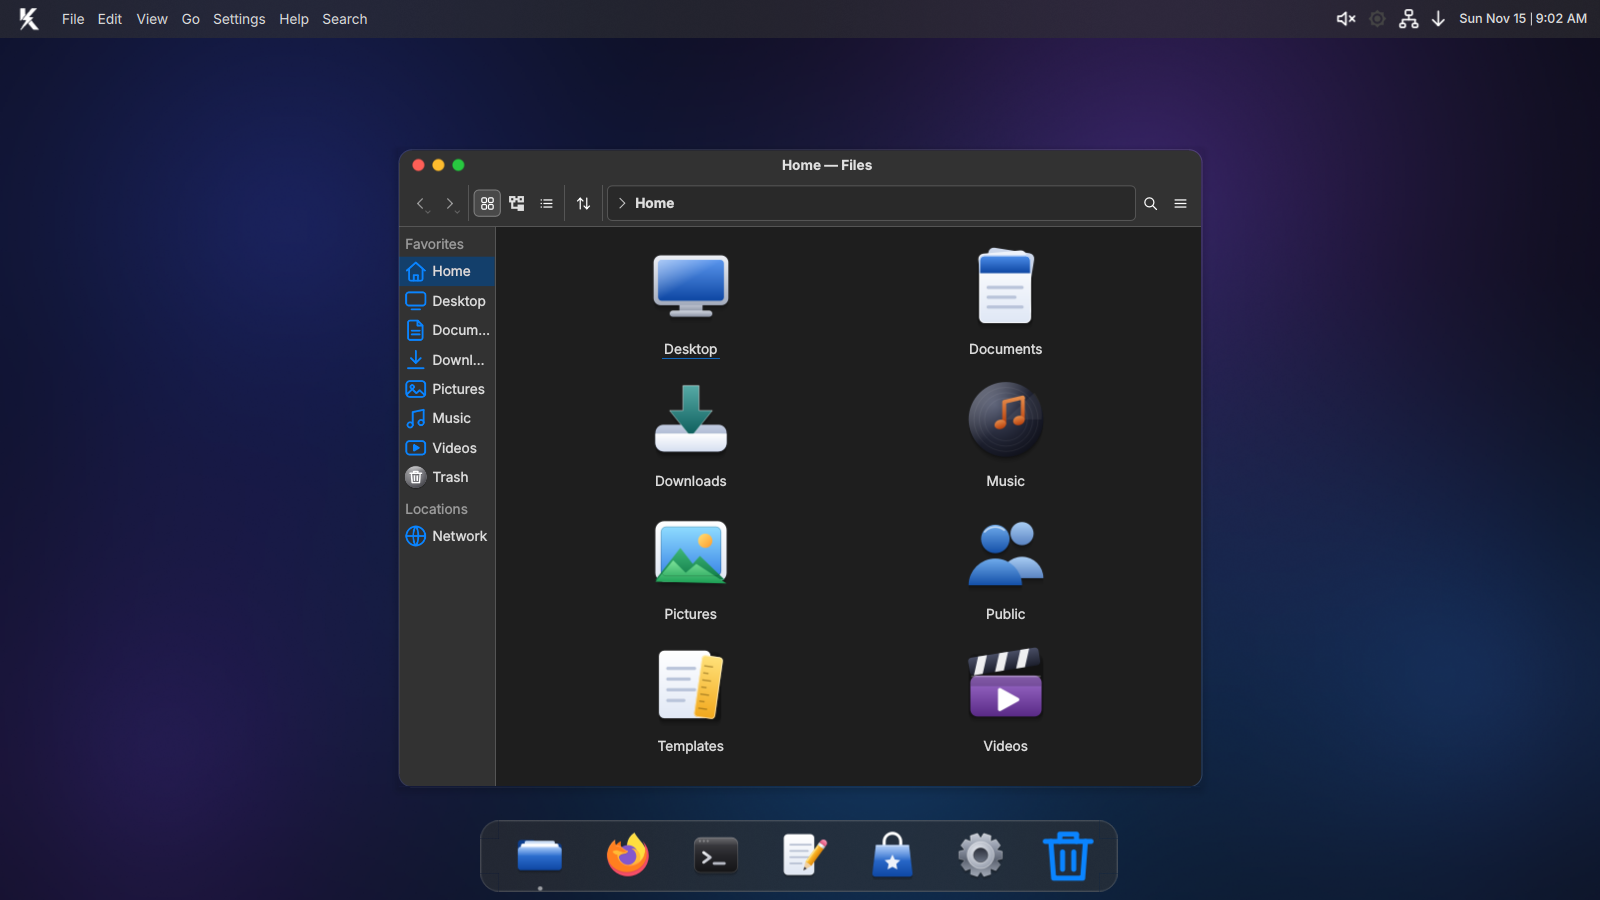 File Edit View Go Settings Help Search
Sun Nov 15 | 9:02 AM
Home — Files
Home
Favorites
Home
Desktop
Docum...
Downl...
Pictures
Music
Videos
Trash
Locations
Network
Desktop
Documents
Downloads
Music
Pictures
Public
Templates
Videos